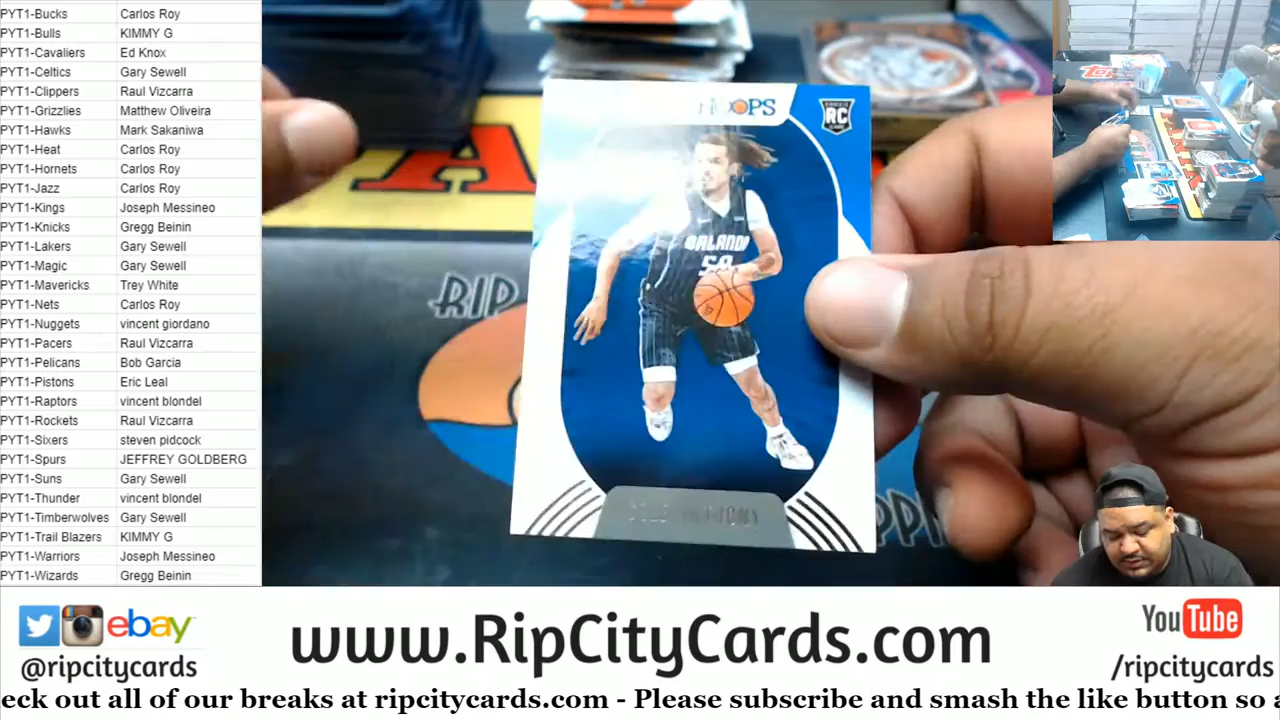 PYT1-Bucks Carlos Roy
PYT1-Bulls KIMMY G
PYT1-Cavaliers Ed Knox
PYT1-Celtics Gary Sewell
PYT1-Clippers Raul Vizcarra
PYT1-Grizzlies Matthew Oliveira
PYT1-Hawks Mark Sakaniwa
PYT1-Heat Carlos Roy
PYT1-Hornets Carlos Roy
PYT1-Jazz Carlos Roy
PYT1-Kings Joseph Messineo
PYT1-Knicks Gregg Beinin
PYT1-Lakers Gary Sewell
PYT1-Magic Gary Sewell
PYT1-Mavericks Trey White
PYT1-Nets Carlos Roy
PYT1-Nuggets vincent giordano
PYT1-Pacers Raul Vizcarra
PYT1-Pelicans Bob Garcia
PYT1-Pistons Eric Leal
PYT1-Raptors vincent blondel
PYT1-Rockets Raul Vizcarra
PYT1-Sixers steven pidcock
PYT1-Spurs JEFFREY GOLDBERG
PYT1-Suns Gary Sewell
PYT1-Thunder vincent blondel
PYT1-Timberwolves Gary Sewell
PYT1-Trail Blazers KIMMY G
PYT1-Warriors Joseph Messineo
PYT1-Wizards Gregg Beinin
HOOPS
RC
ORLANDO
50
RIP
ebay
@ripcitycards
www.RipCityCards.com
YouTube
/ripcitycards
eck out all of our breaks at ripcitycards.com - Please subscribe and smash the like button so a